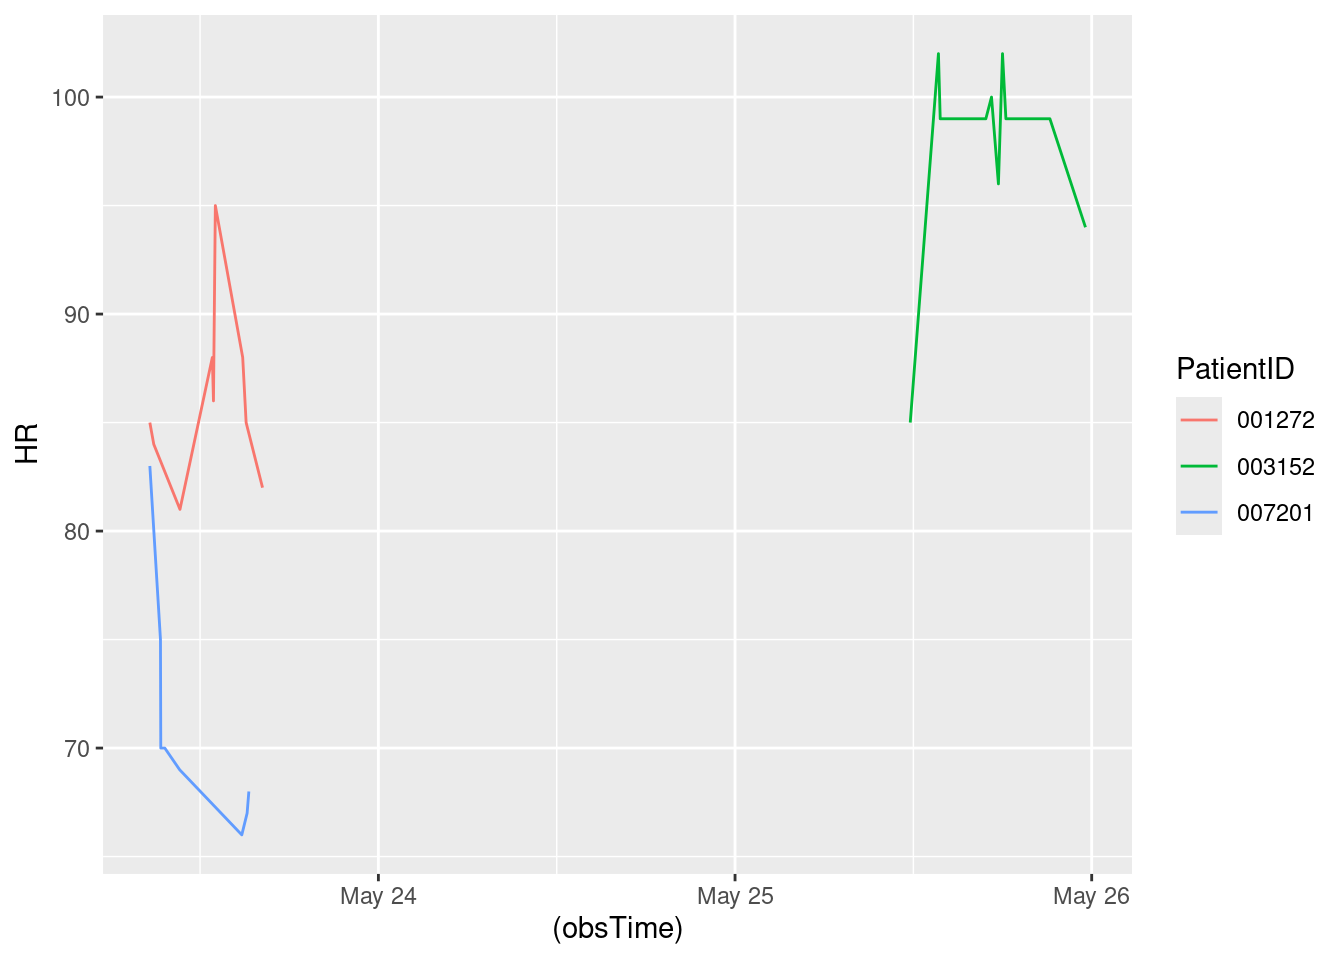 HR
100
90
80
70
May 24
May 25
May 26
(obsTime)
PatientID
001272
003152
007201